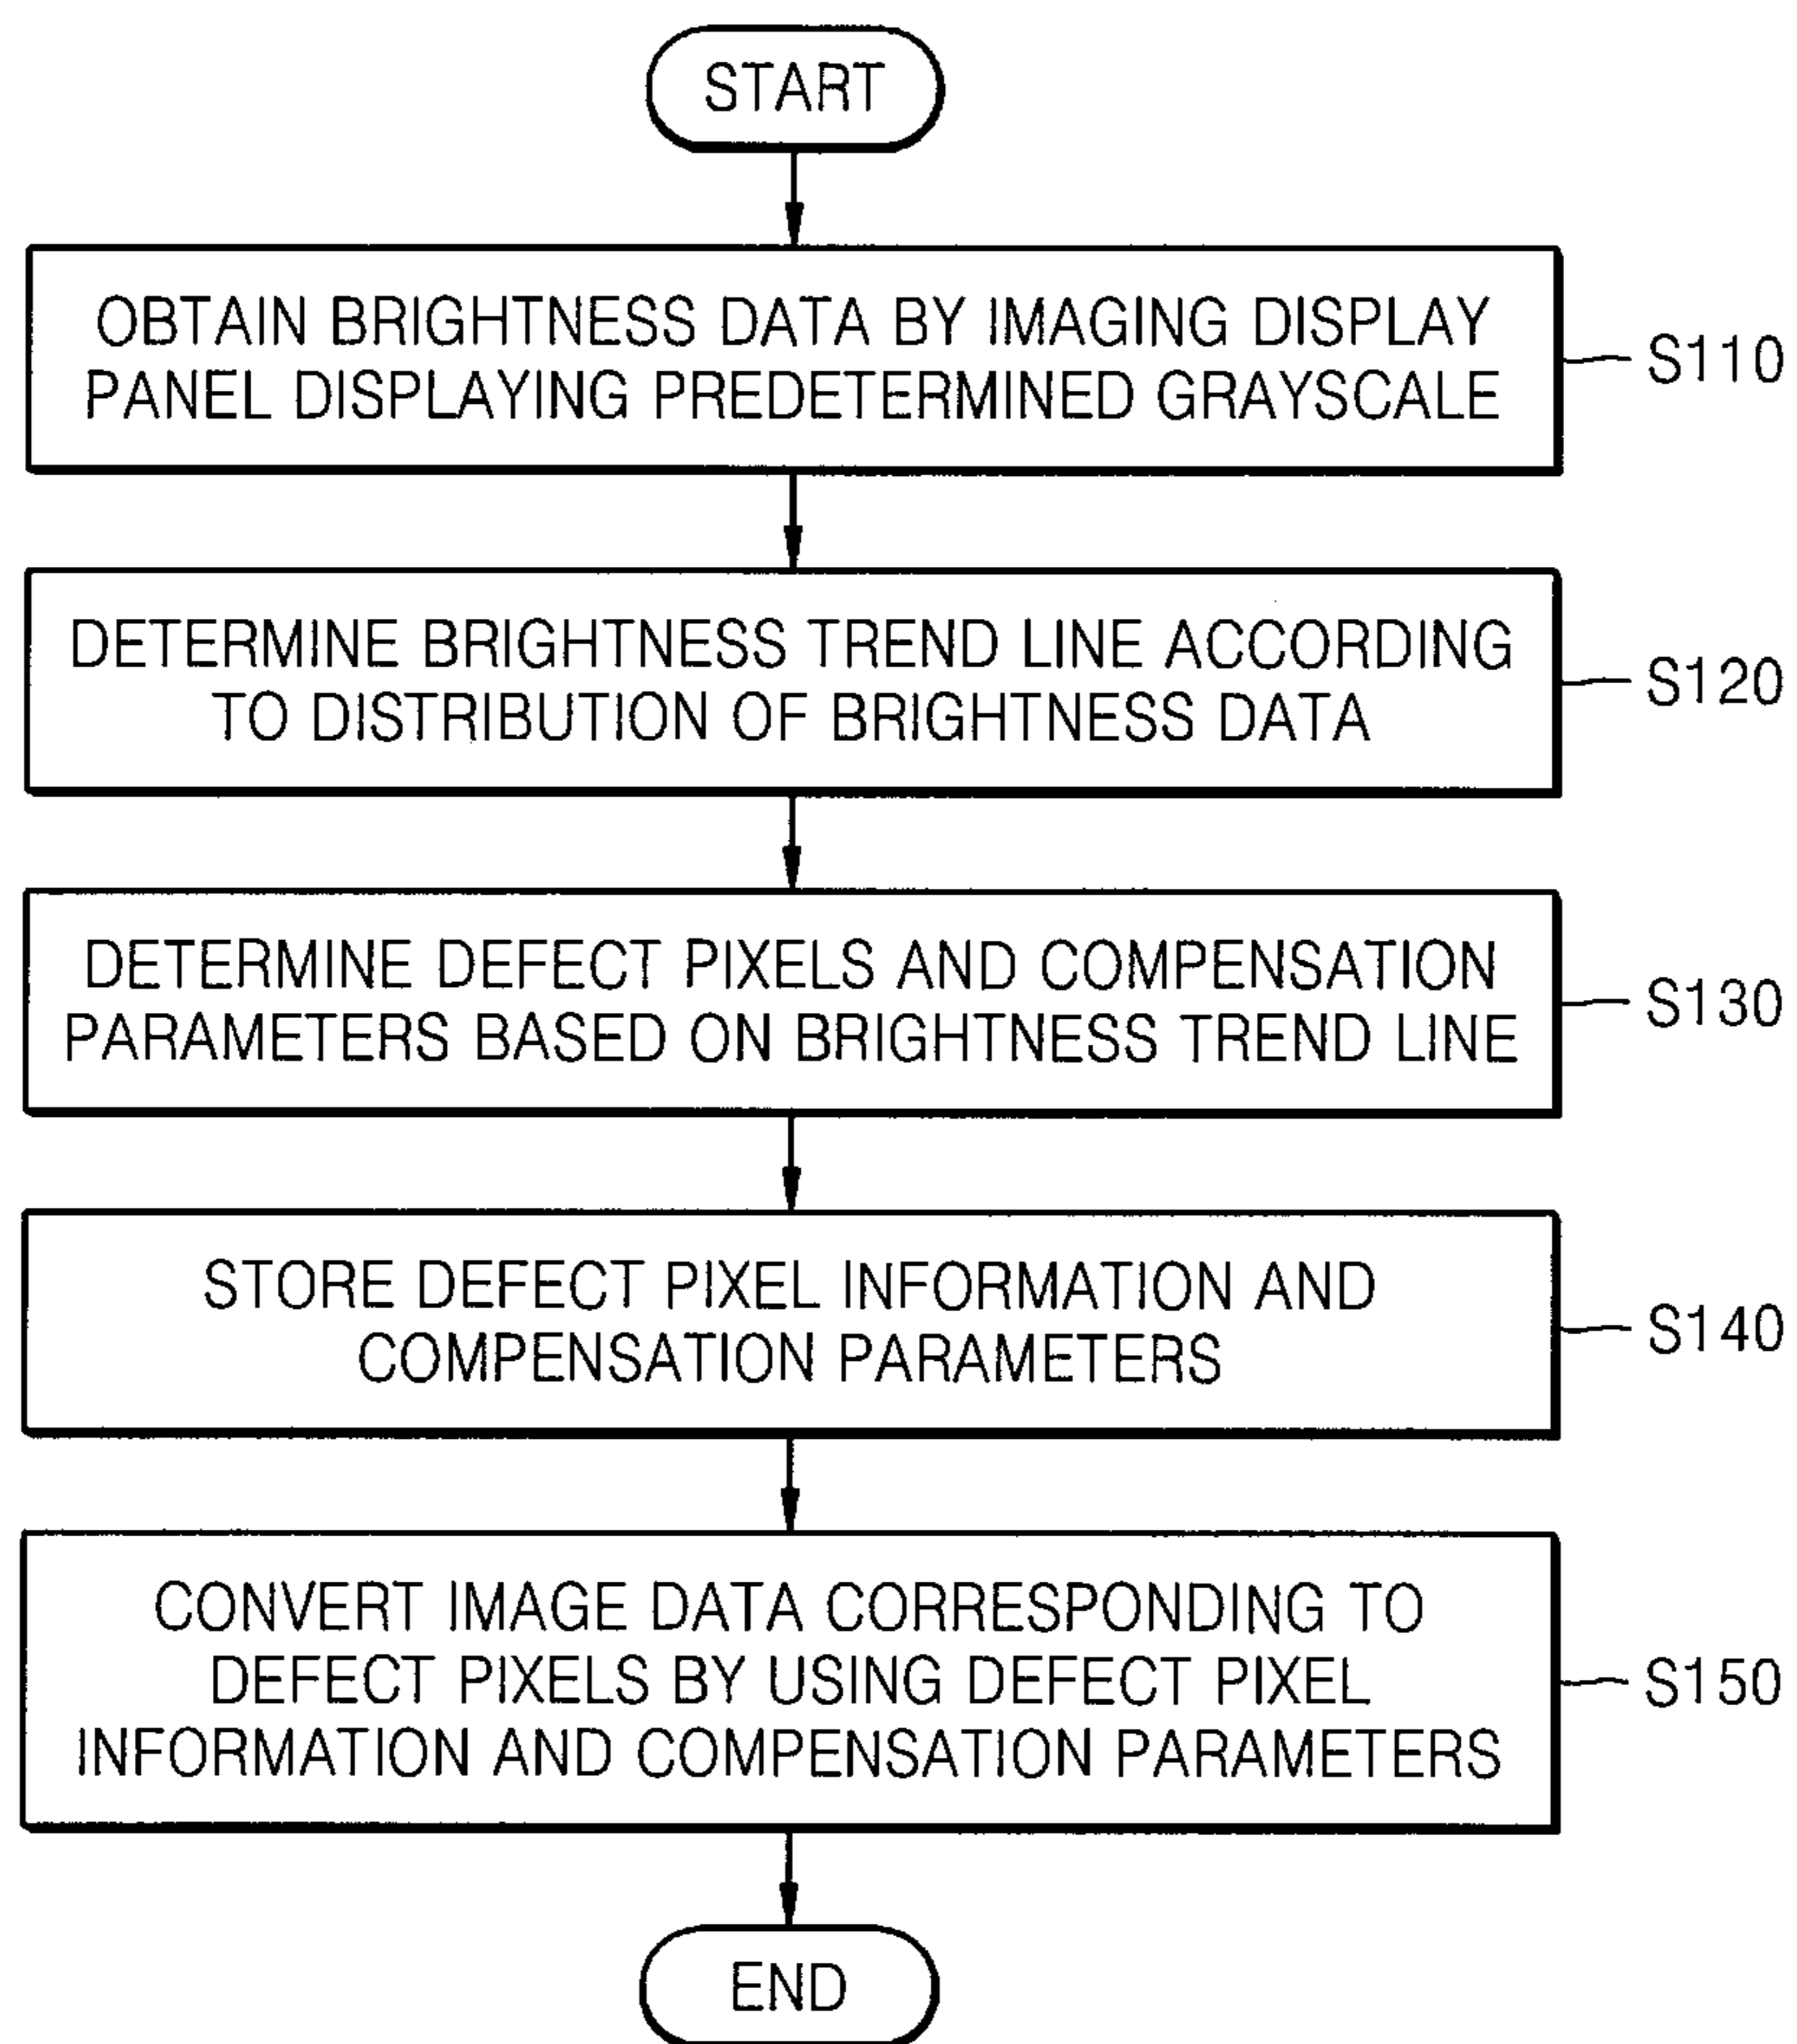 START
OBTAIN BRIGHTNESS DATA BY IMAGING DISPLAY
PANEL DISPLAYING PREDETERMINED GRAYSCALE
S110
DETERMINE BRIGHTNESS TREND LINE ACCORDING
TO DISTRIBUTION OF BRIGHTNESS DATA
S120
DETERMINE DEFECT PIXELS AND COMPENSATION
PARAMETERS BASED ON BRIGHTNESS TREND LINE
S130
STORE DEFECT PIXEL INFORMATION AND
COMPENSATION PARAMETERS
S140
CONVERT IMAGE DATA CORRESPONDING TO
DEFECT PIXELS BY USING DEFECT PIXEL
INFORMATION AND COMPENSATION PARAMETERS
S150
END